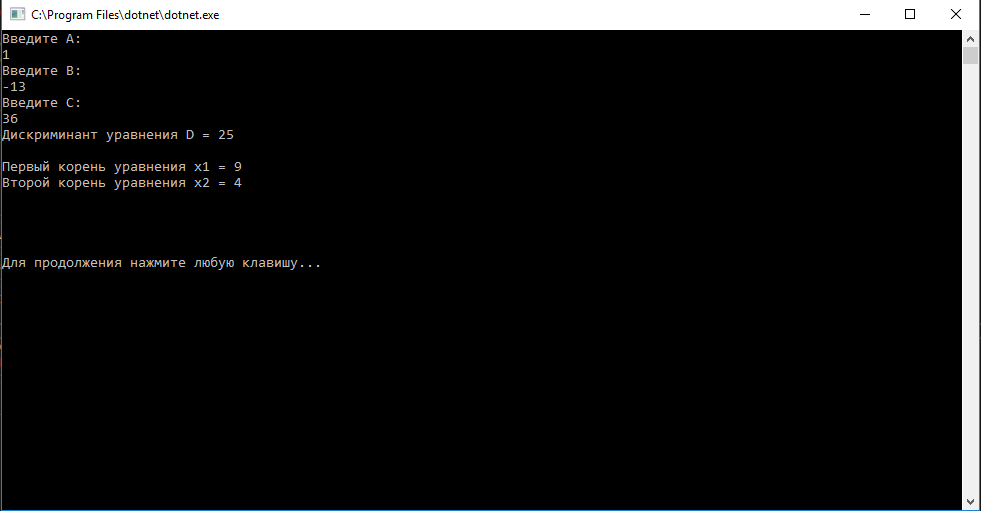 C:\Program Files\dotnet\dotnet.exe
Введите A:
1
Введите B:
-13
Введите C:
36
Дискриминант уравнения D = 25
Первый корень уравнения x1 = 9
Второй корень уравнения x2 = 4
Для продолжения нажмите любую клавишу...